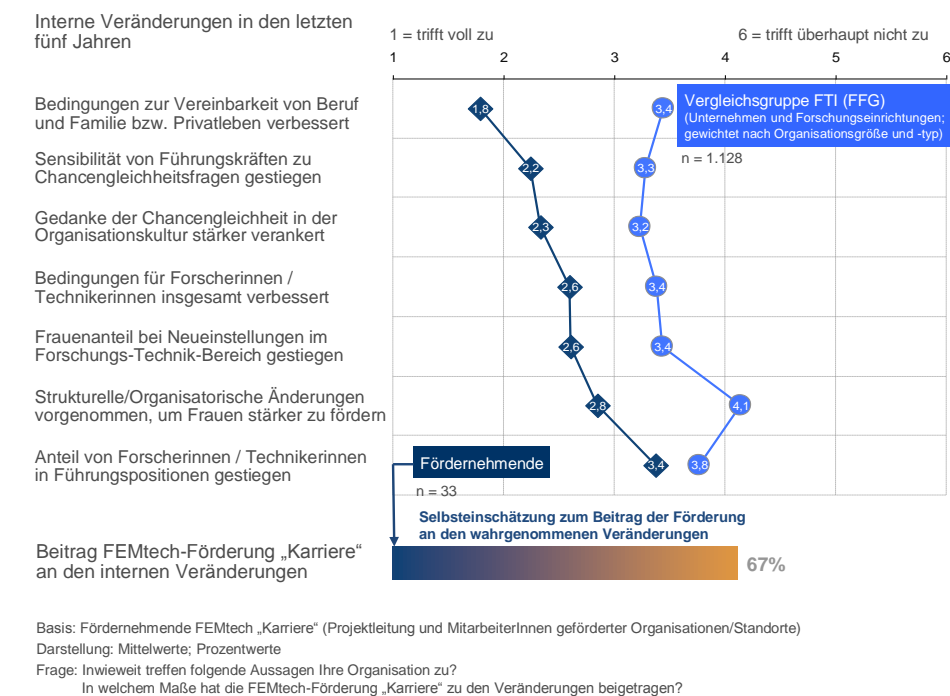 Interne Veränderungen in den letzten
fünf Jahren
1 = trifft voll zu
6 = trifft überhaupt nicht zu
1 2 3 4 5 6
Bedingungen zur Vereinbarkeit von Beruf
und Familie bzw. Privatleben verbessert
1,8
3,4
Vergleichsgruppe FTI (FFG)
(Unternehmen und Forschungseinrichtungen;
gewichtet nach Organisationsgröße und -typ)
n = 1.128
Sensibilität von Führungskräften zu
Chancengleichheitsfragen gestiegen
2,2
3,3
Gedanke der Chancengleichheit in der
Organisationskultur stärker verankert
2,3
3,2
Bedingungen für Forscherinnen /
Technikerinnen insgesamt verbessert
2,6
3,4
Frauenanteil bei Neueinstellungen im
Forschungs-Technik-Bereich gestiegen
2,6
3,4
Strukturelle/Organisatorische Änderungen
vorgenommen, um Frauen stärker zu fördern
2,8
4,1
Anteil von Forscherinnen / Technikerinnen
in Führungspositionen gestiegen
Fördernehmende
3,4
3,8
n = 33
Selbsteinschätzung zum Beitrag der Förderung
an den wahrgenommenen Veränderungen
Beitrag FEMtech-Förderung „Karriere“
an den internen Veränderungen
67%
Basis: Fördernehmende FEMtech „Karriere“ (Projektleitung und MitarbeiterInnen geförderter Organisationen/Standorte)
Darstellung: Mittelwerte; Prozentwerte
Frage: Inwieweit treffen folgende Aussagen Ihre Organisation zu?
In welchem Maße hat die FEMtech-Förderung „Karriere“ zu den Veränderungen beigetragen?